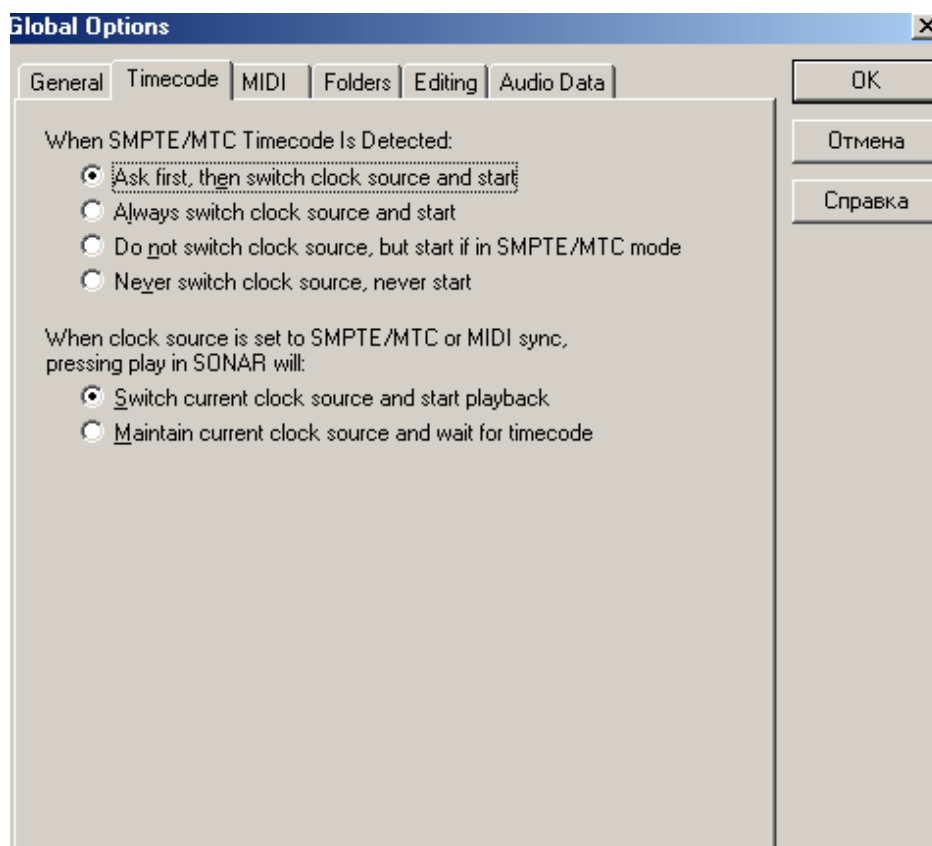 Global Options
General Timecode MIDI Folders Editing Audio Data
OK
Отмена
Справка
When SMPTE/MTC Timecode Is Detected:
Ask first, then switch clock source and start
Always switch clock source and start
Do not switch clock source, but start if in SMPTE/MTC mode
Never switch clock source, never start
When clock source is set to SMPTE/MTC or MIDI sync,
pressing play in SONAR will:
Switch current clock source and start playback
Maintain current clock source and wait for timecode